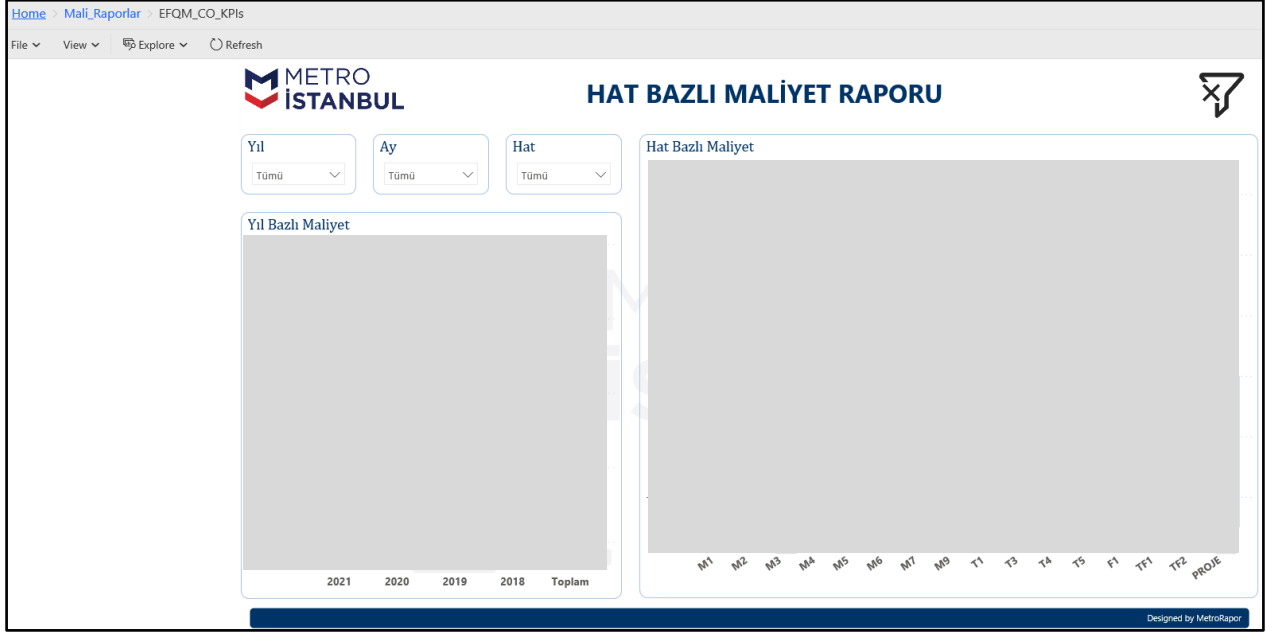 Home > Mali_Raporlar > EFQM_CO_KPIs
File View Explore Refresh
METRO
İSTANBUL
HAT BAZLI MALİYET RAPORU
Yıl
Tümü
Ay
Tümü
Hat
Tümü
Yıl Bazlı Maliyet
2021 2020 2019 2018 Toplam
Hat Bazlı Maliyet
M1 M2 M3 M4 M5 M6 M7 M9 T1 T3 T4 T5 F1 TF1 TF2 PROJE
Designed by MetroRapor